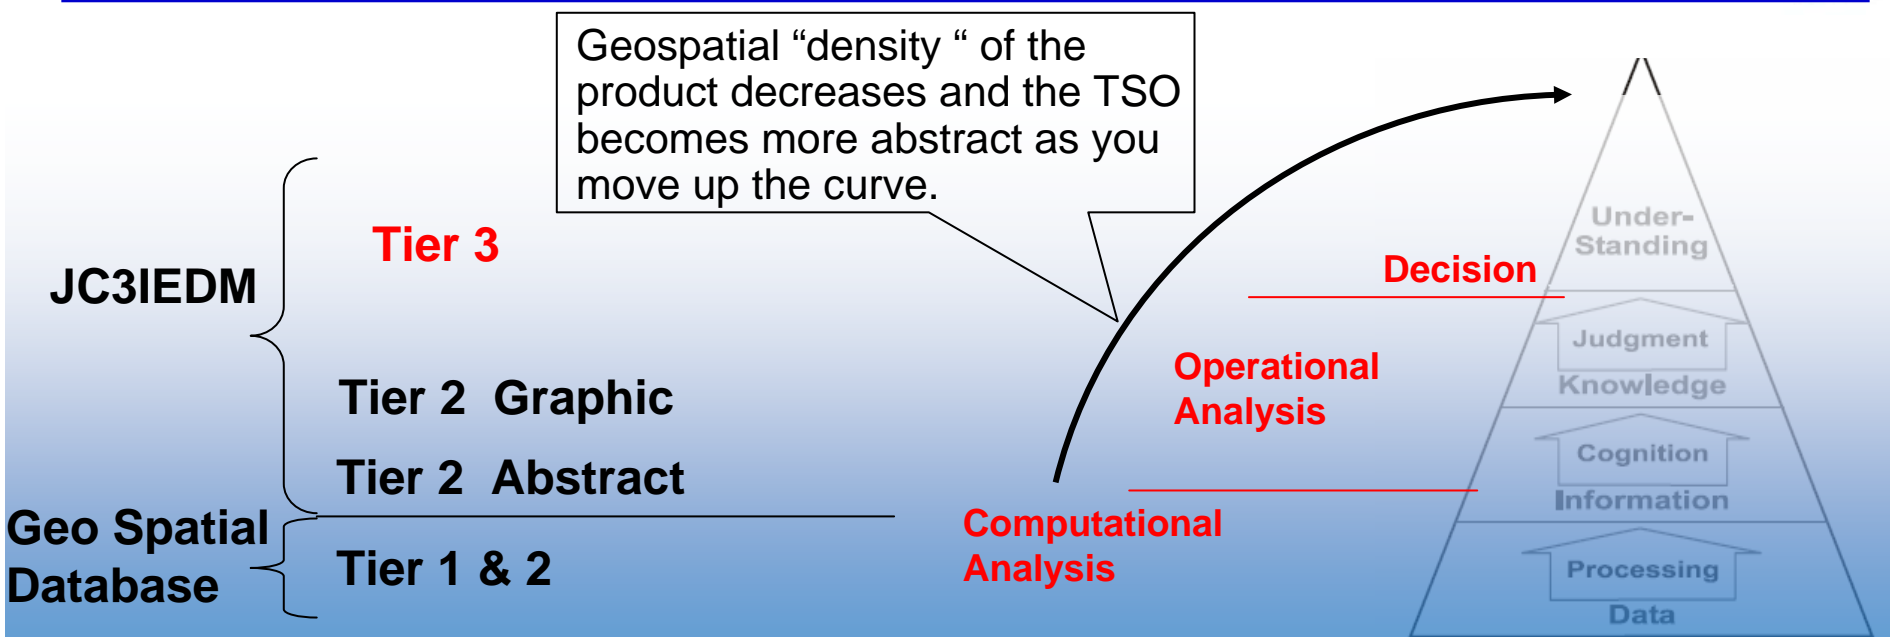 Geospatial “density “ of the
product decreases and the TSO
becomes more abstract as you
move up the curve.
JC3IEDM
Tier 3
Tier 2 Graphic
Tier 2 Abstract
Geo Spatial
Database
Tier 1 & 2
Decision
Operational
Analysis
Computational
Analysis
Under-
Standing
Judgment
Knowledge
Cognition
Information
Processing
Data